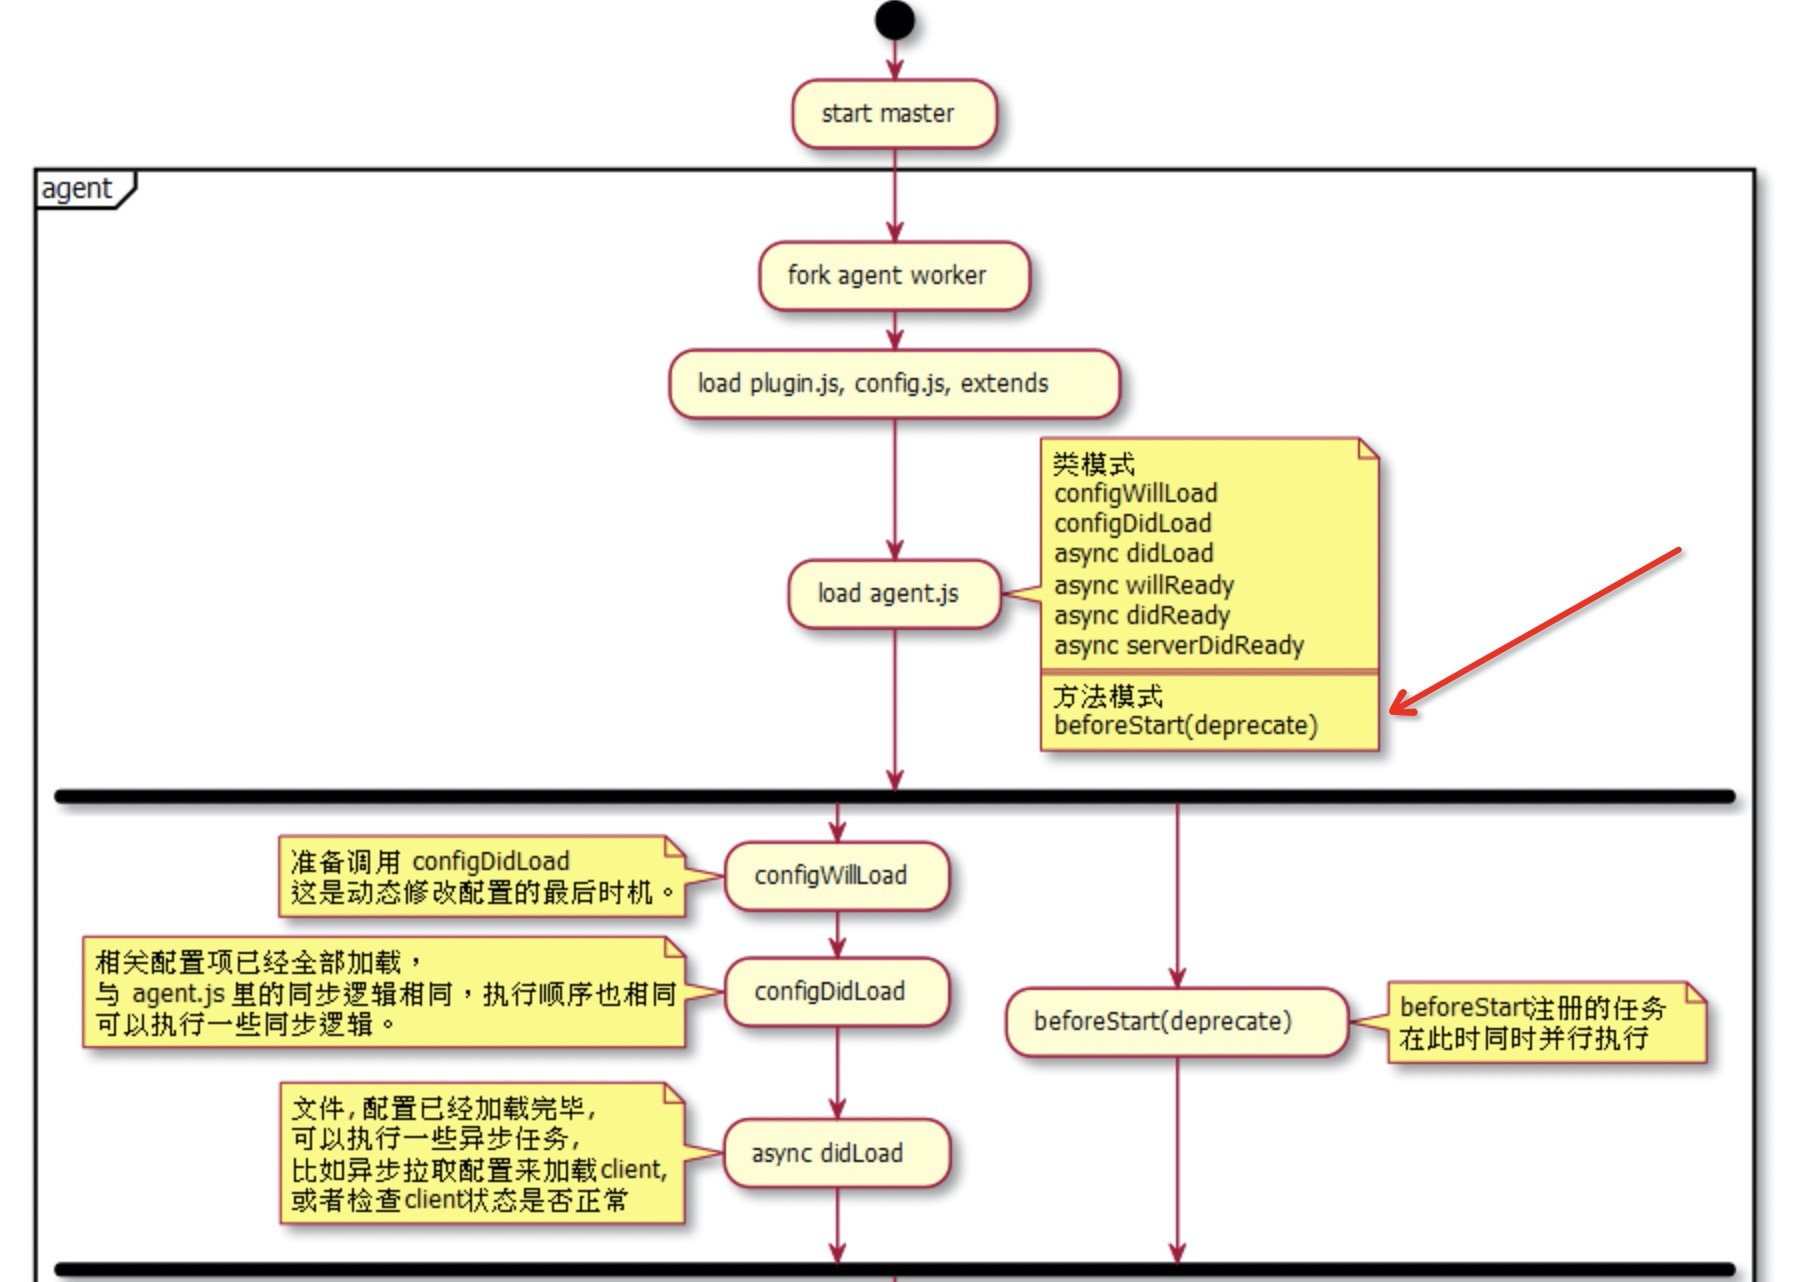 start master
agent
fork agent worker
load plugin.js, config.js, extends
类模式
configWillLoad
configDidLoad
async didLoad
async willReady
async didReady
async serverDidReady
load agent.js
方法模式
beforeStart(deprecate)
准备调用 configDidLoad
这是动态修改配置的最后时机。
configWillLoad
相关配置项已经全部加载，
与 agent.js 里的同步逻辑相同，执行顺序也相同
可以执行一些同步逻辑。
configDidLoad
beforeStart(deprecate)
beforeStart注册的任务
在此时同时并行执行
文件,配置已经加载完毕,
可以执行一些异步任务,
比如异步拉取配置来加载client,
或者检查client状态是否正常
async didLoad